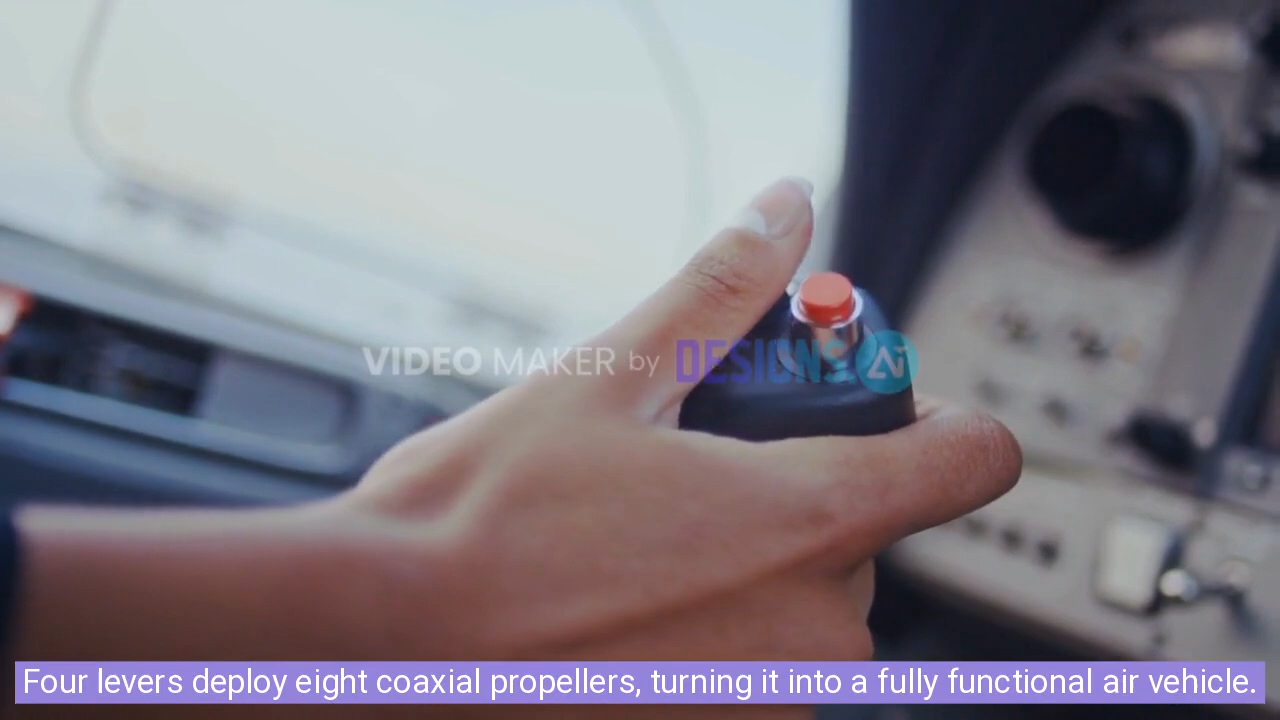 VIDEO MAKER by DESIGNS Ai
Four levers deploy eight coaxial propellers, turning it into a fully functional air vehicle.